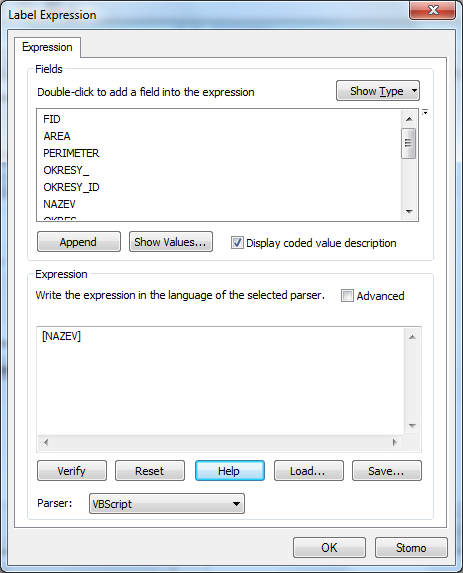 Label Expression
Expression
Fields
Double-click to add a field into the expression
Show Type
FID
AREA
PERIMETER
OKRESY_
OKRESY_ID
NAZEV
OKRES
Append
Show Values...
Display coded value description
Expression
Write the expression in the language of the selected parser.
Advanced
[NAZEV]
Verify
Reset
Help
Load...
Save...
Parser:
VBScript
OK
Storno